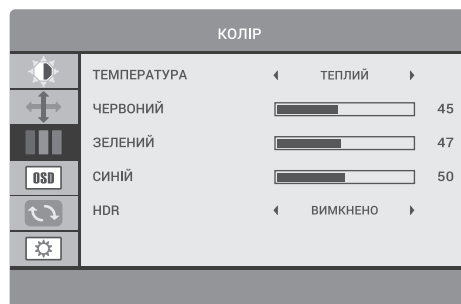 КОЛІР
ТЕМПЕРАТУРА ТЕПЛИЙ
ЧЕРВОНИЙ 45
ЗЕЛЕНИЙ 47
OSD СИНІЙ 50
HDR ВИМКНЕНО